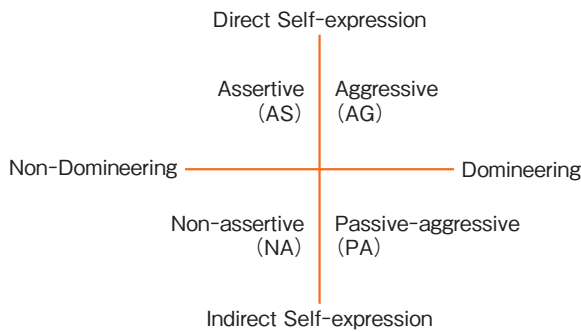 Direct Self-expression
Assertive
(AS)
Aggressive
(AG)
Non-Domineering
Domineering
Non-assertive
(NA)
Passive-aggressive
(PA)
Indirect Self-expression